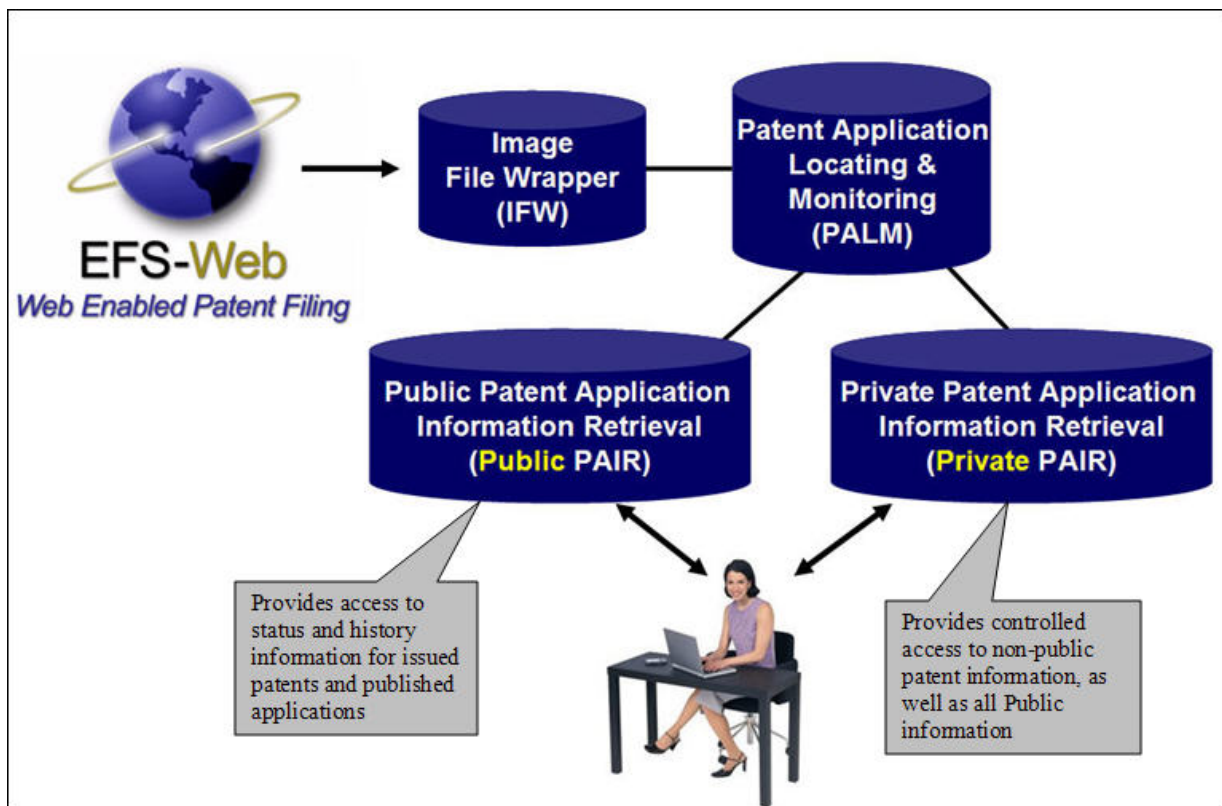 EFS-Web
Web Enabled Patent Filing
Image
File Wrapper
(IFW)
Patent Application
Locating &
Monitoring
(PALM)
Public Patent Application
Information Retrieval
(Public PAIR)
Private Patent Application
Information Retrieval
(Private PAIR)
Provides access to
status and history
information for issued
patents and published
applications
Provides controlled
access to non-public
patent information, as
well as all Public
information